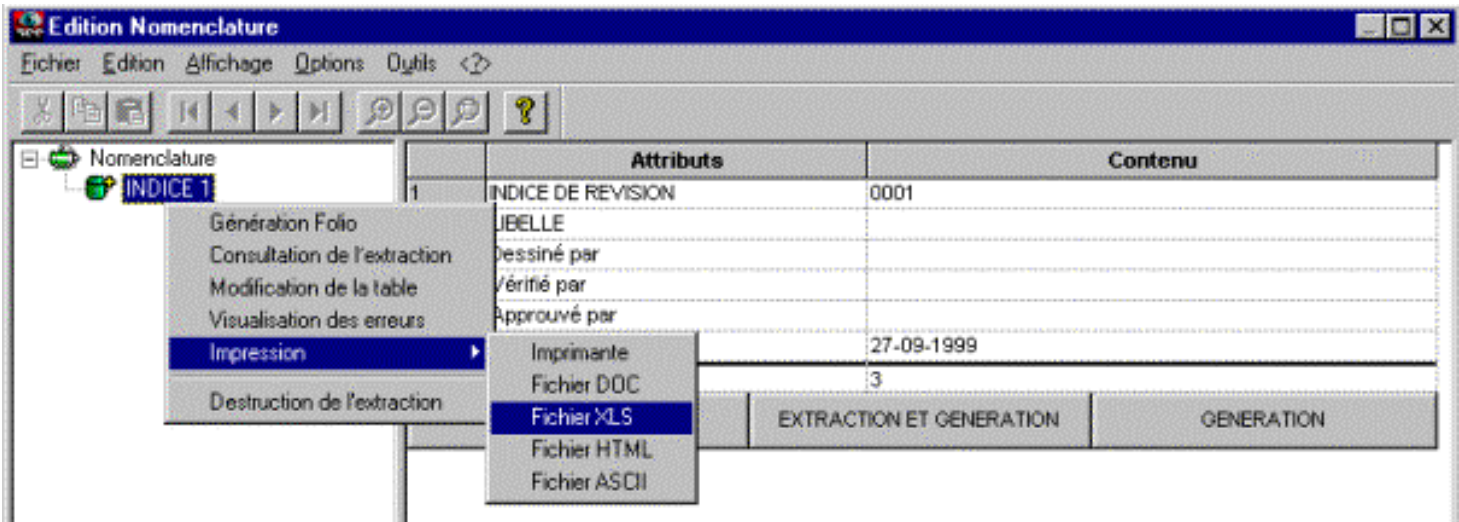 Edition Nomenclature
Fichier Edition Affichage Options Outils <?>
Nomenclature
INDICE 1
Attributs Contenu
1 INDICE DE REVISION 0001
LIBELLE
Dessiné par
Vérifié par
Approuvé par
27-09-1999
3
EXTRACTION ET GENERATION GENERATION
Génération Folio
Consultation de l'extraction
Modification de la table
Visualisation des erreurs
Impression
Destruction de l'extraction
Imprimante
Fichier DOC
Fichier XLS
Fichier HTML
Fichier ASCII